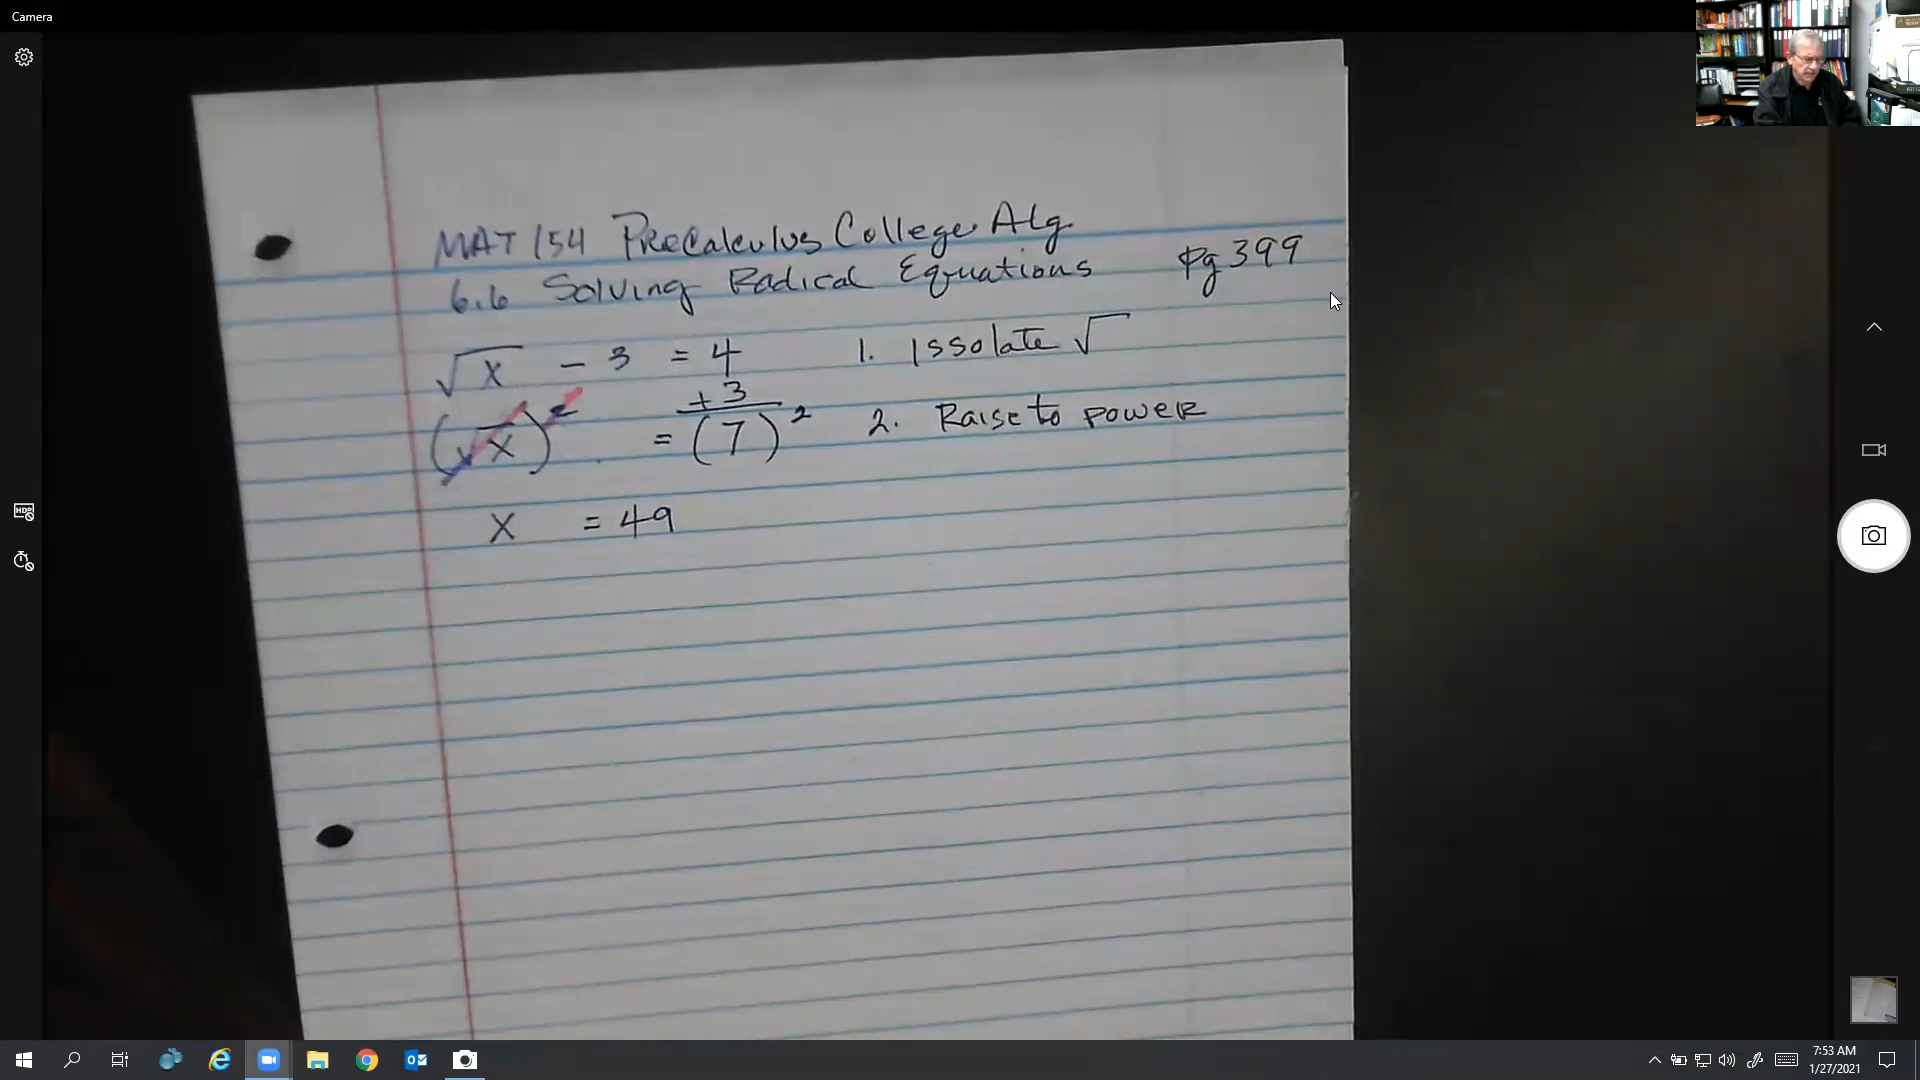 Camera
MAT 154 PreCalculus College Alg
6.6 Solving Radical Equations pg 399
√x - 3 = 4 1. Issolate √
+3
(√x)² = (7)² 2. Raise to power
x = 49
7:53 AM
1/27/2021